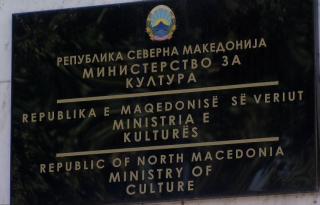 РЕПУБЛИКА СЕВЕРНА МАКЕДОНИЈА
МИНИСТЕРСТВО ЗА
КУЛТУРА
REPUBLIKA E MAQEDONISË SË VERIUT
MINISTRIA E
KULTURËS
REPUBLIC OF NORTH MACEDONIA
MINISTRY OF
CULTURE